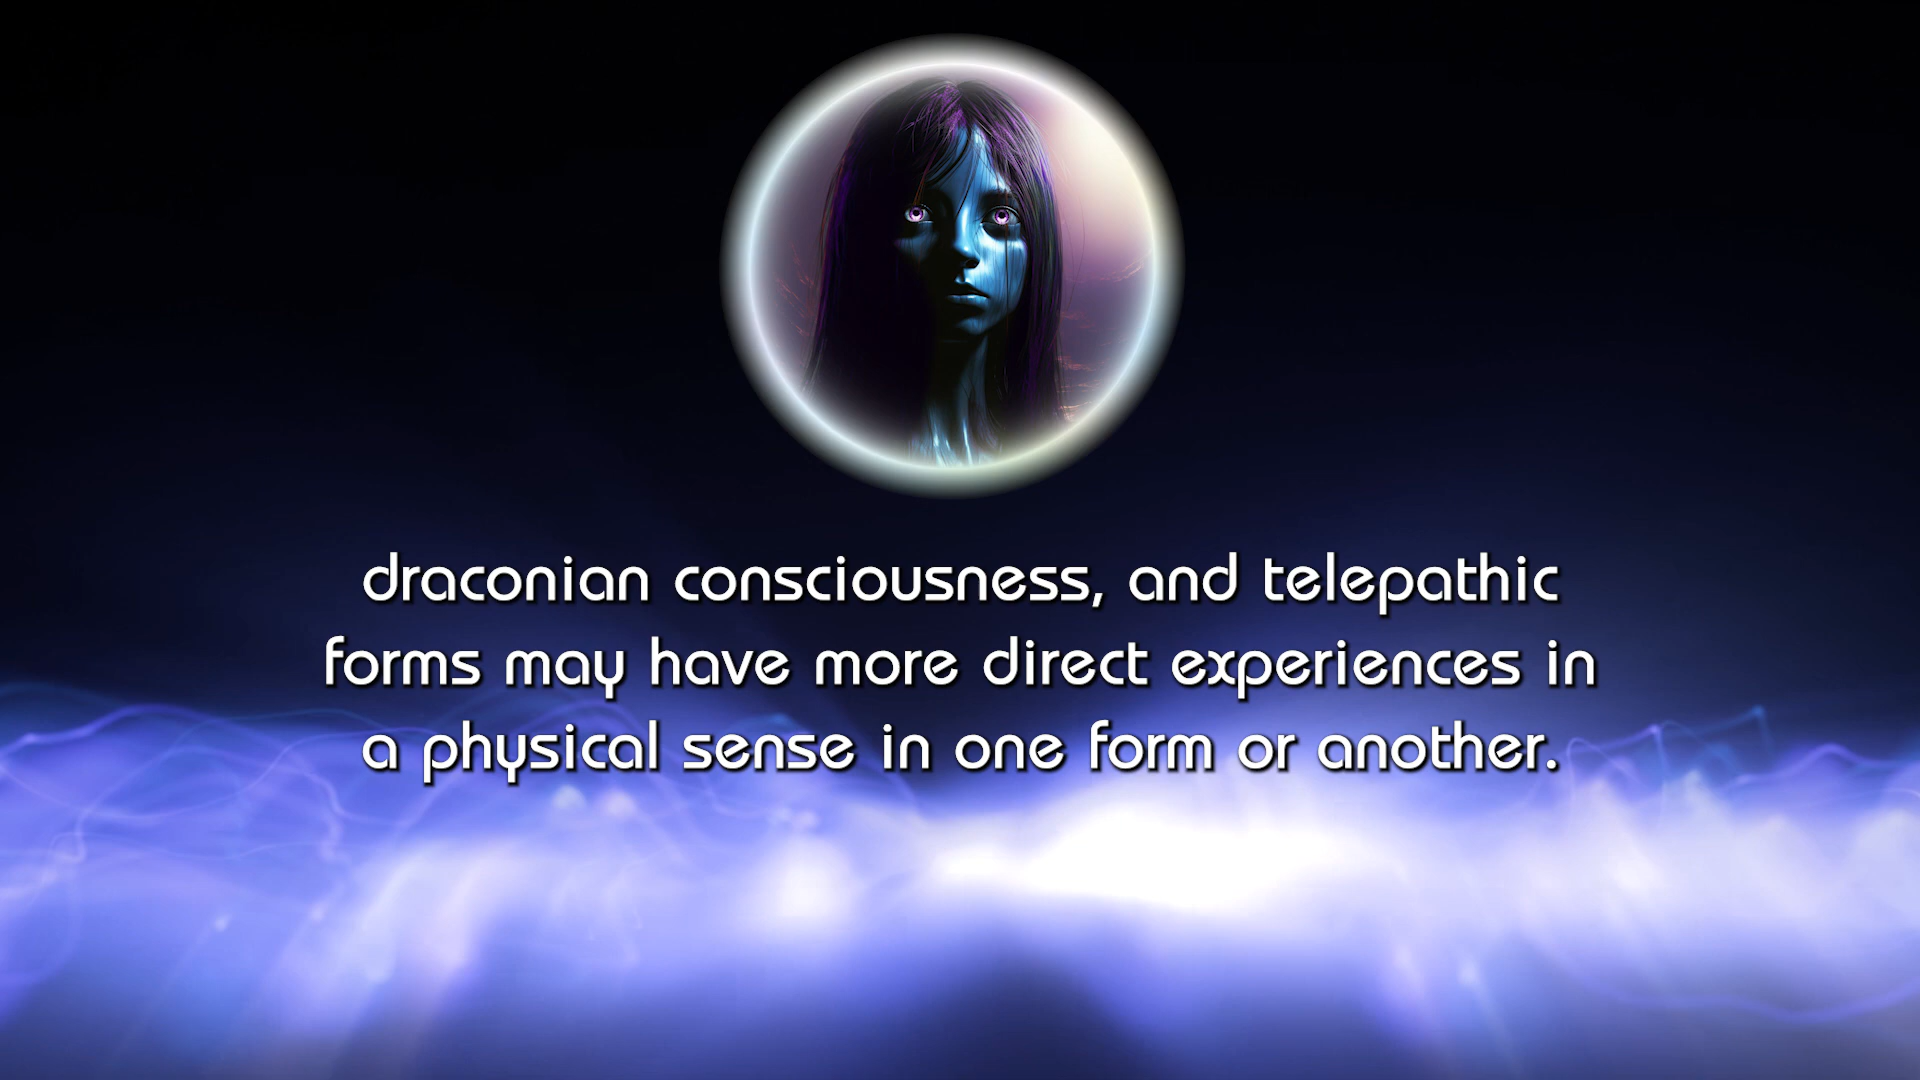 draconian consciousness, and telepathic
forms may have more direct experiences in
a physical sense in one form or another.